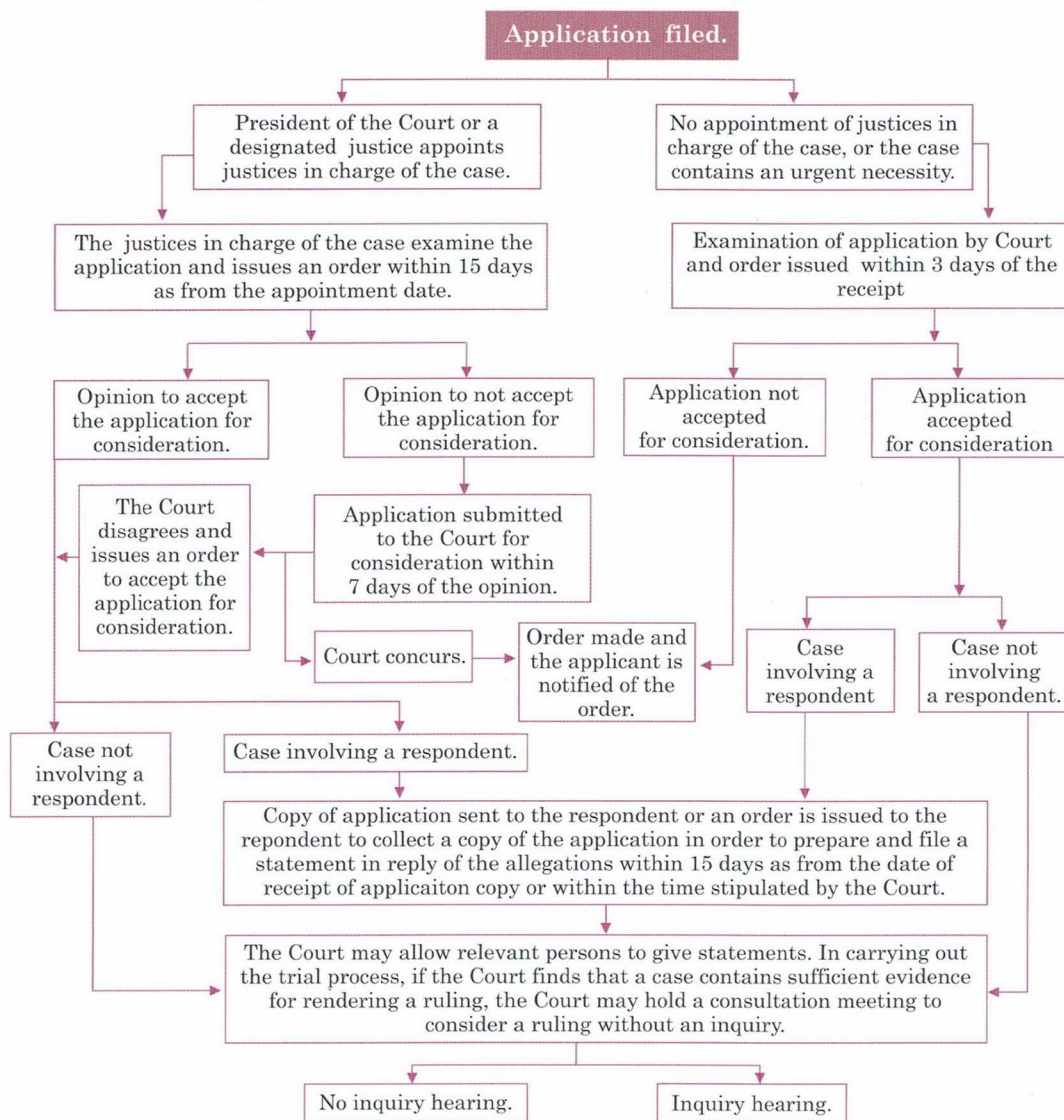 Application filed.
President of the Court or a
designated justice appoints
justices in charge of the case.
No appointment of justices in
charge of the case, or the case
contains an urgent necessity.
The justices in charge of the case examine the
application and issues an order within 15 days
as from the appointment date.
Examination of application by Court
and order issued within 3 days of the
receipt
Opinion to accept
the application for
consideration.
Opinion to not accept
the application for
consideration.
Application not
accepted
for consideration.
Application
accepted
for consideration
The Court
disagrees and
issues an order
to accept the
application for
consideration.
Application submitted
to the Court for
consideration within
7 days of the opinion.
Court concurs.
Order made and
the applicant is
notified of the
order.
Case
involving a
respondent
Case not
involving
a respondent.
Case not
involving a
respondent.
Case involving a respondent.
Copy of application sent to the respondent or an order is issued to the
repondent to collect a copy of the application in order to prepare and file a
statement in reply of the allegations within 15 days as from the date of
receipt of applicaiton copy or within the time stipulated by the Court.
The Court may allow relevant persons to give statements. In carrying out
the trial process, if the Court finds that a case contains sufficient evidence
for rendering a ruling, the Court may hold a consultation meeting to
consider a ruling without an inquiry.
No inquiry hearing.
Inquiry hearing.